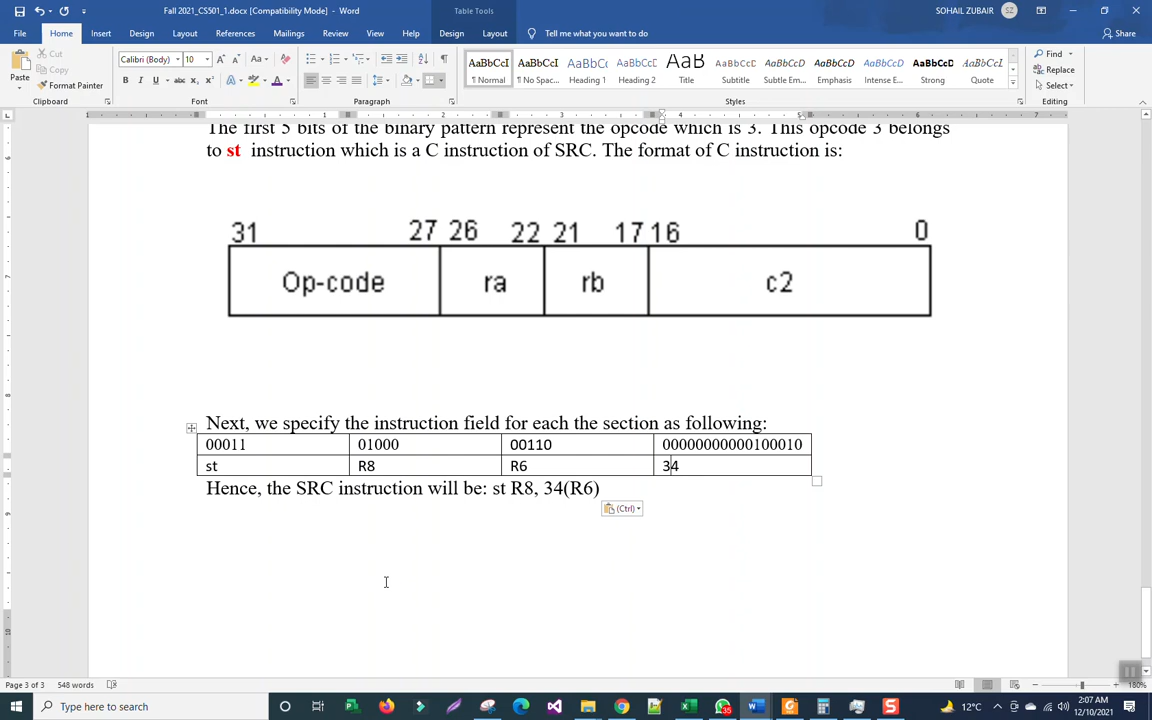 Fall 2021_CS501_1.docx [Compatibility Mode] - Word
Table Tools
SOHAIL ZUBAIR
SZ
File Home Insert Design Layout References Mailings Review View Help Design Layout Tell me what you want to do Share
Paste
Cut
Copy
Format Painter
Clipboard
Calibri (Body) 10
Font
Paragraph
AaBbCcI AaBbCcI AaBbC AaBbCcI AaB AaBbCcI AaBbCcI AaBbCcI AaBbCcI AaBbCcI AaBbCcI
¶ Normal ¶ No Spac... Heading 1 Heading 2 Title Subtitle Subtle Em... Emphasis Intense E... Strong Quote
Styles
Find
Replace
Select
Editing
The first 5 bits of the binary pattern represent the opcode which is 3. This opcode 3 belongs
to st instruction which is a C instruction of SRC. The format of C instruction is:
31 27 26 22 21 17 16 0
Op-code ra rb c2
Next, we specify the instruction field for each the section as following:
00011 01000 00110 00000000000100010
st R8 R6 34
Hence, the SRC instruction will be: st R8, 34(R6)
(Ctrl)
Page 3 of 3 548 words
180%
Type here to search
35
12°C
2:07 AM
12/10/2021